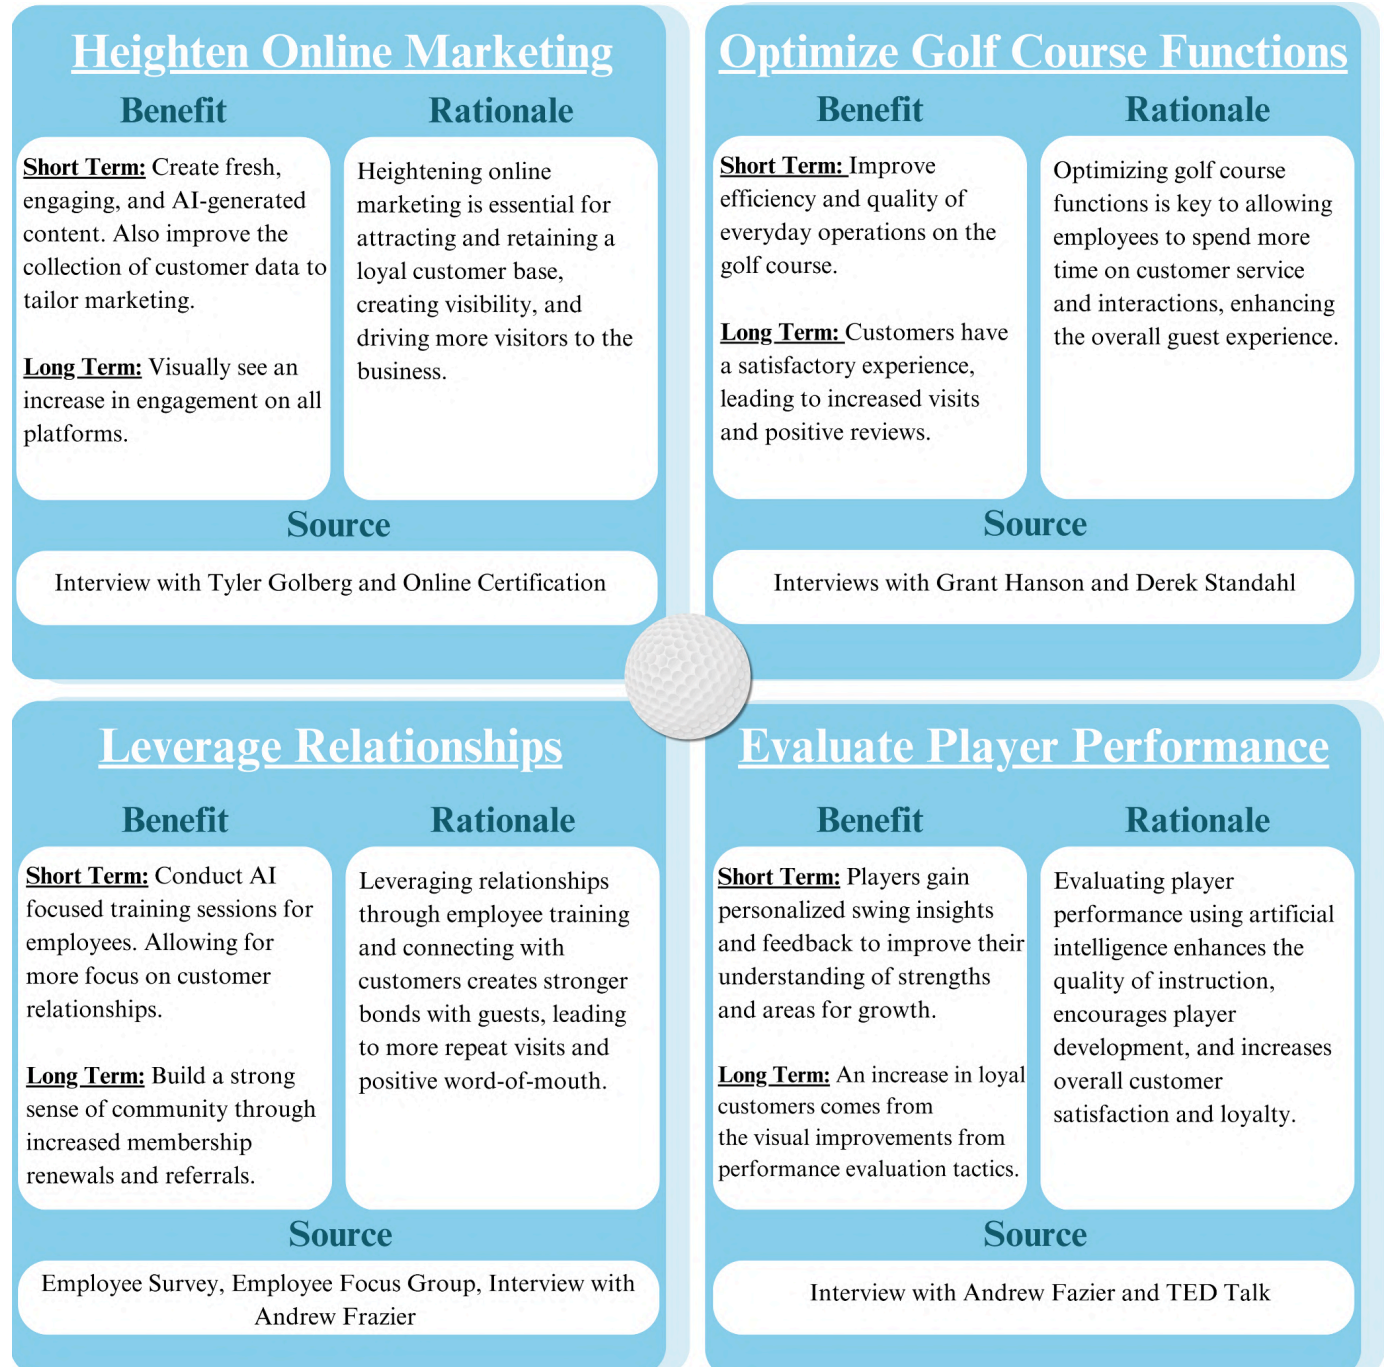 Heighten Online Marketing
Benefit
Short Term: Create fresh,
engaging, and AI-generated
content. Also improve the
collection of customer data to
tailor marketing.
Long Term: Visually see an
increase in engagement on all
platforms.
Rationale
Heightening online
marketing is essential for
attracting and retaining a
loyal customer base,
creating visibility, and
driving more visitors to the
business.
Source
Interview with Tyler Golberg and Online Certification
Optimize Golf Course Functions
Benefit
Short Term: Improve
efficiency and quality of
everyday operations on the
golf course.
Long Term: Customers have
a satisfactory experience,
leading to increased visits
and positive reviews.
Rationale
Optimizing golf course
functions is key to allowing
employees to spend more
time on customer service
and interactions, enhancing
the overall guest experience.
Source
Interviews with Grant Hanson and Derek Standahl
Leverage Relationships
Benefit
Short Term: Conduct AI
focused training sessions for
employees. Allowing for
more focus on customer
relationships.
Long Term: Build a strong
sense of community through
increased membership
renewals and referrals.
Rationale
Leveraging relationships
through employee training
and connecting with
customers creates stronger
bonds with guests, leading
to more repeat visits and
positive word-of-mouth.
Source
Employee Survey, Employee Focus Group, Interview with
Andrew Frazier
Evaluate Player Performance
Benefit
Short Term: Players gain
personalized swing insights
and feedback to improve their
understanding of strengths
and areas for growth.
Long Term: An increase in loyal
customers comes from
the visual improvements from
performance evaluation tactics.
Rationale
Evaluating player
performance using artificial
intelligence enhances the
quality of instruction,
encourages player
development, and increases
overall customer
satisfaction and loyalty.
Source
Interview with Andrew Fazier and TED Talk